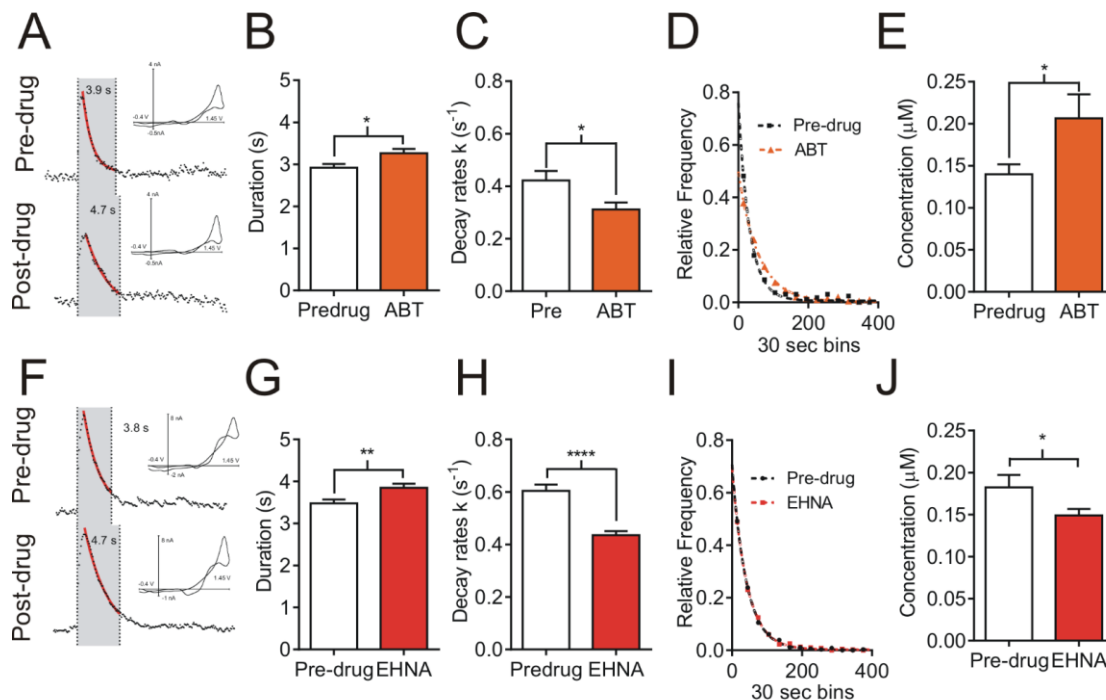 A
Pre-drug
3.9 s
4 nA
-0.4 V
1.45 V
-0.5nA
Post-drug
4.7 s
4 nA
-0.4 V
1.45 V
-0.5nA
B
Duration (s)
5
4
3
2
1
0
*
Predrug ABT
C
Decay rates k (s⁻¹)
0.8
0.6
0.4
0.2
0.0
*
Pre ABT
D
Relative Frequency
0.8
0.6
0.4
0.2
0.0
Pre-drug
ABT
0 200 400
30 sec bins
E
Concentration (μM)
0.25
0.20
0.15
0.10
0.05
0.00
*
Predrug ABT
F
Pre-drug
3.8 s
8 nA
-0.4 V
1.45 V
-2 nA
Post-drug
4.7 s
-0.4 V
1.45 V
-1 nA
G
Duration (s)
5
4
3
2
1
0
**
Pre-drug EHNA
H
Decay rates k (s⁻¹)
0.8
0.6
0.4
0.2
0.0
****
Predrug EHNA
I
Relative Frequency
0.8
0.6
0.4
0.2
0.0
Pre-drug
EHNA
0 200 400
30 sec bins
J
Concentration (μM)
0.25
0.20
0.15
0.10
0.05
0.00
*
Pre-drug EHNA